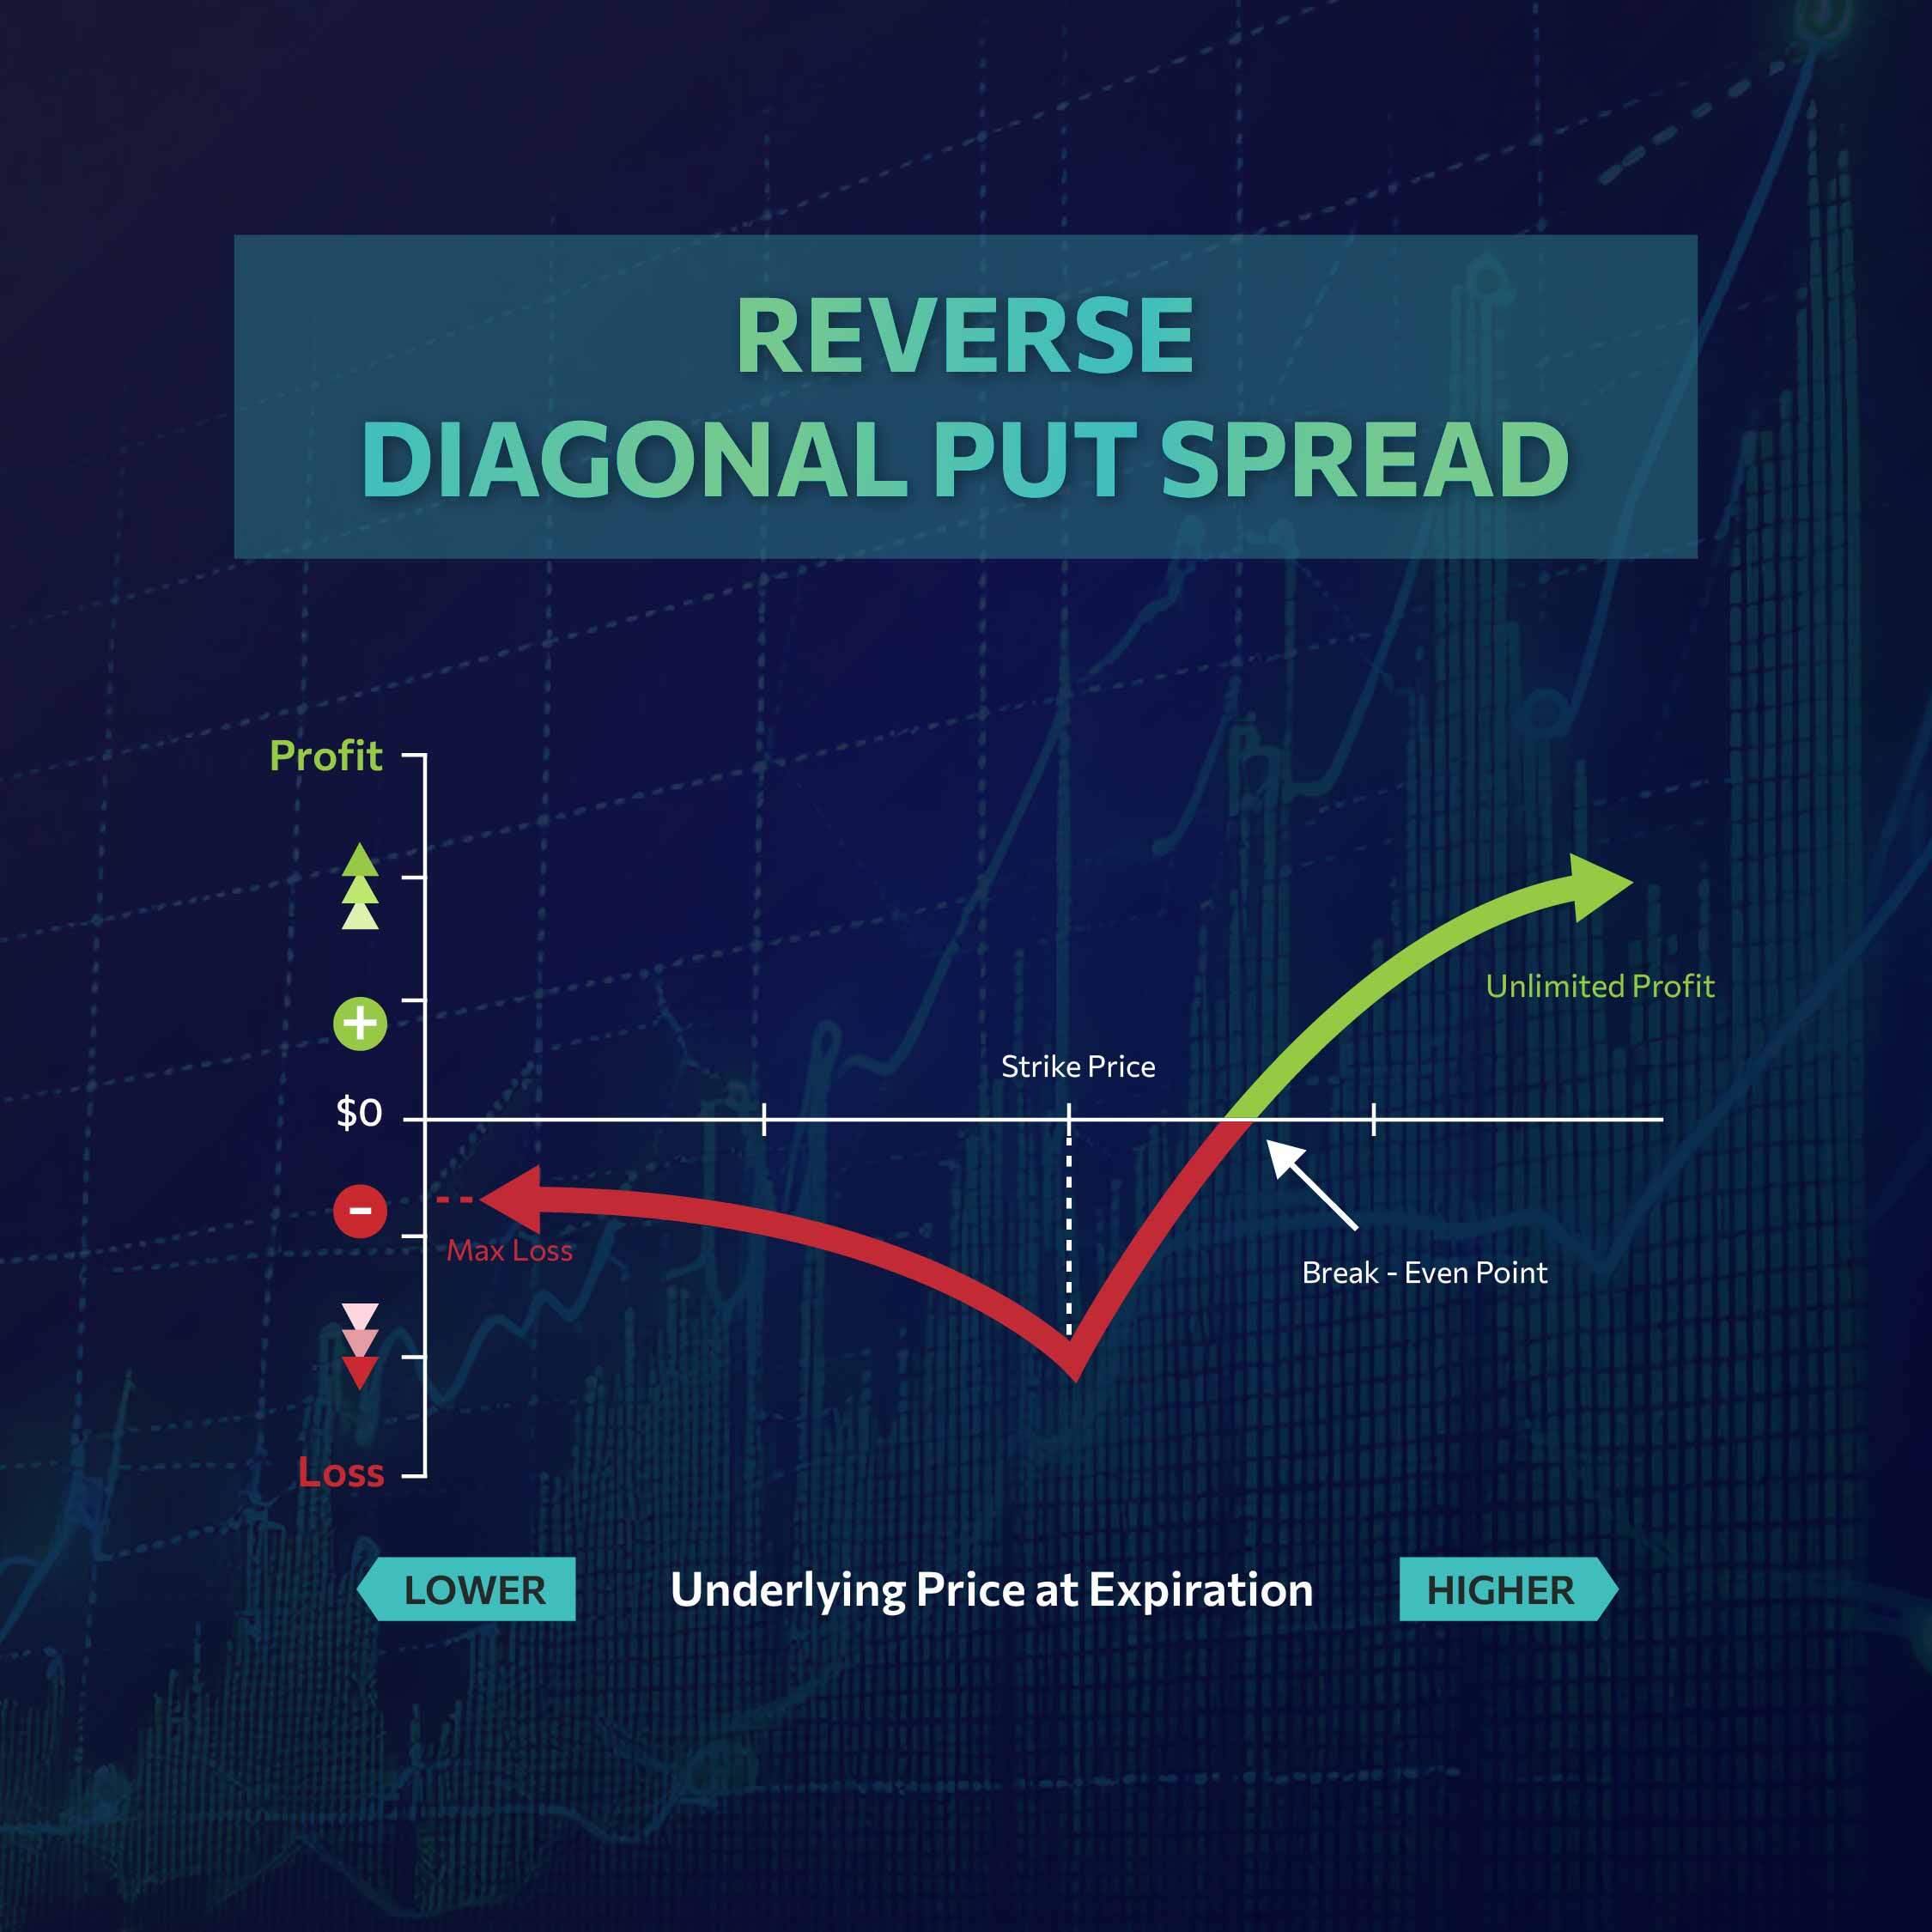 REVERSE
DIAGONAL PUT SPREAD
Profit
Unlimited Profit
Strike Price
+
$0
-
Max Loss
Break - Even Point
Loss
LOWER
Underlying Price at Expiration
HIGHER